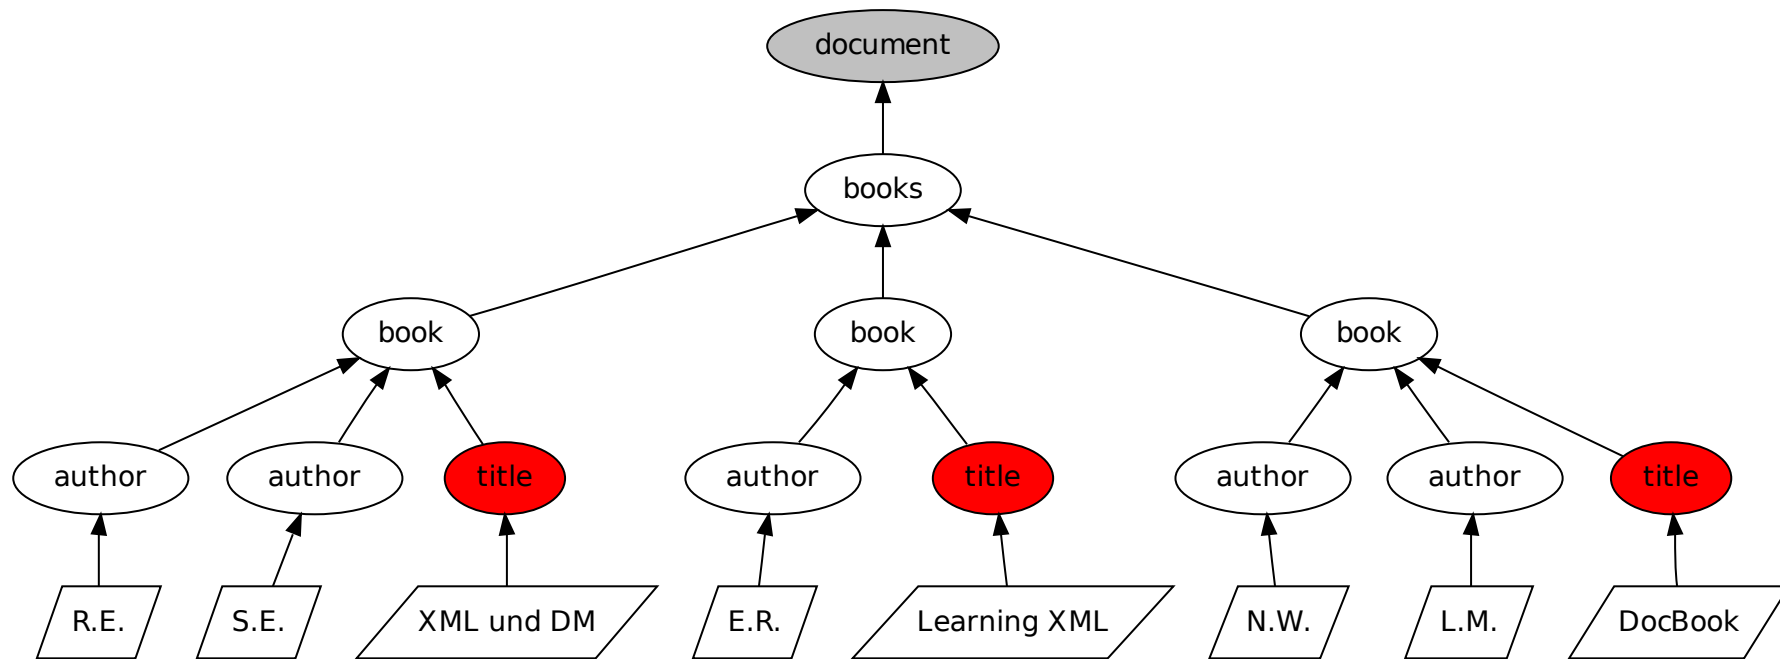 document
books
book
book
book
author
author
title
author
title
author
author
title
R.E.
S.E.
XML und DM
E.R.
Learning XML
N.W.
L.M.
DocBook